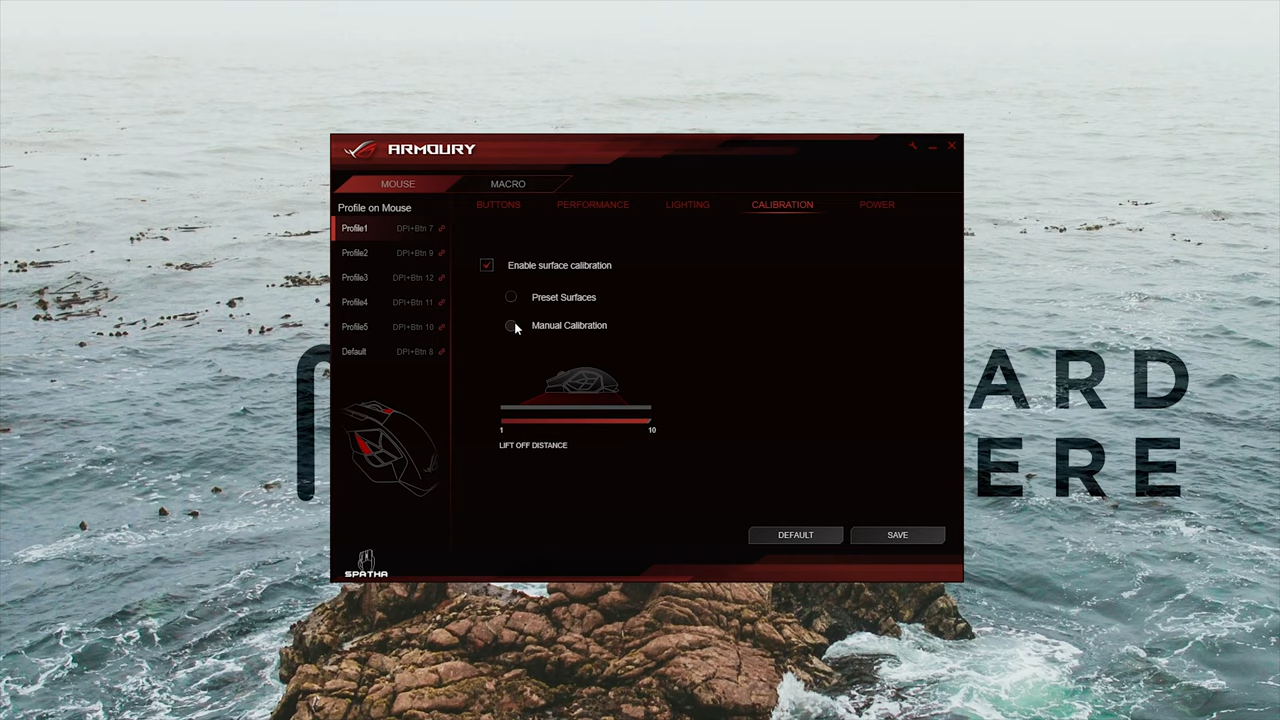 ARMOURY
MOUSE MACRO
Profile on Mouse
BUTTONS PERFORMANCE LIGHTING CALIBRATION POWER
Profile1 DPI+Btn 7
Profile2 DPI+Btn 9
Profile3 DPI+Btn 12
Profile4 DPI+Btn 11
Profile5 DPI+Btn 10
Default DPI+Btn 8
Enable surface calibration
Preset Surfaces
Manual Calibration
1 10
LIFT OFF DISTANCE
DEFAULT SAVE
SPATHA
ARD
ERE